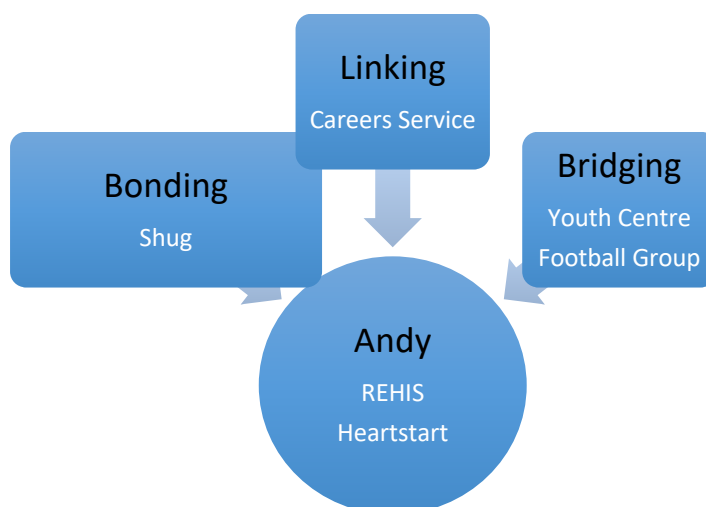 Linking
Careers Service
Bonding
Shug
Bridging
Youth Centre
Football Group
Andy
REHIS
Heartstart